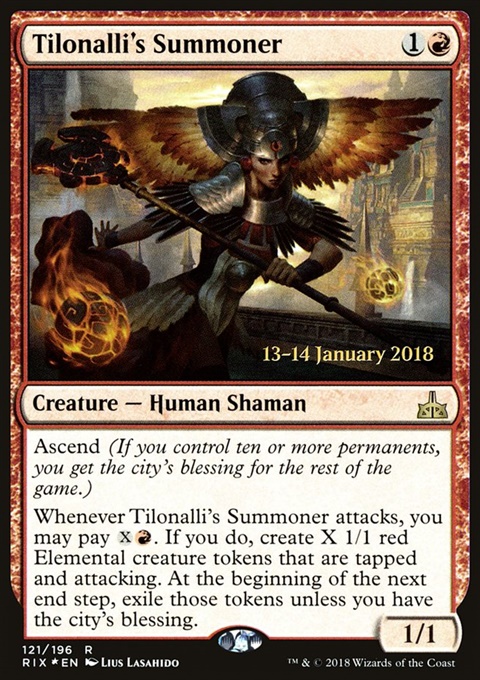 Tilonalli's Summoner 1
13–14 January 2018
Creature — Human Shaman
Ascend (If you control ten or more permanents,
you get the city's blessing for the rest of the
game.)
Whenever Tilonalli's Summoner attacks, you
may pay X. If you do, create X 1/1 red
Elemental creature tokens that are tapped
and attacking. At the beginning of the next
end step, exile those tokens unless you have
the city's blessing.
1/1
121/196 R
RIX★EN Lius Lasahido
™ & © 2018 Wizards of the Coast